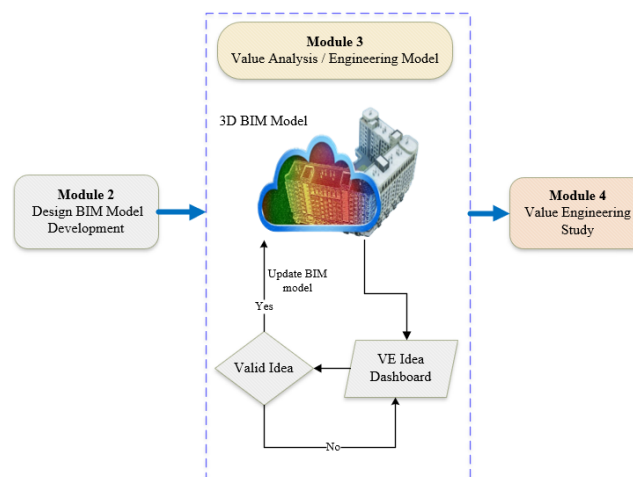 Module 3
Value Analysis / Engineering Model
3D BIM Model
Module 2
Design BIM Model
Development
Module 4
Value Engineering
Study
Update BIM
model
Yes
Valid Idea
VE Idea
Dashboard
No